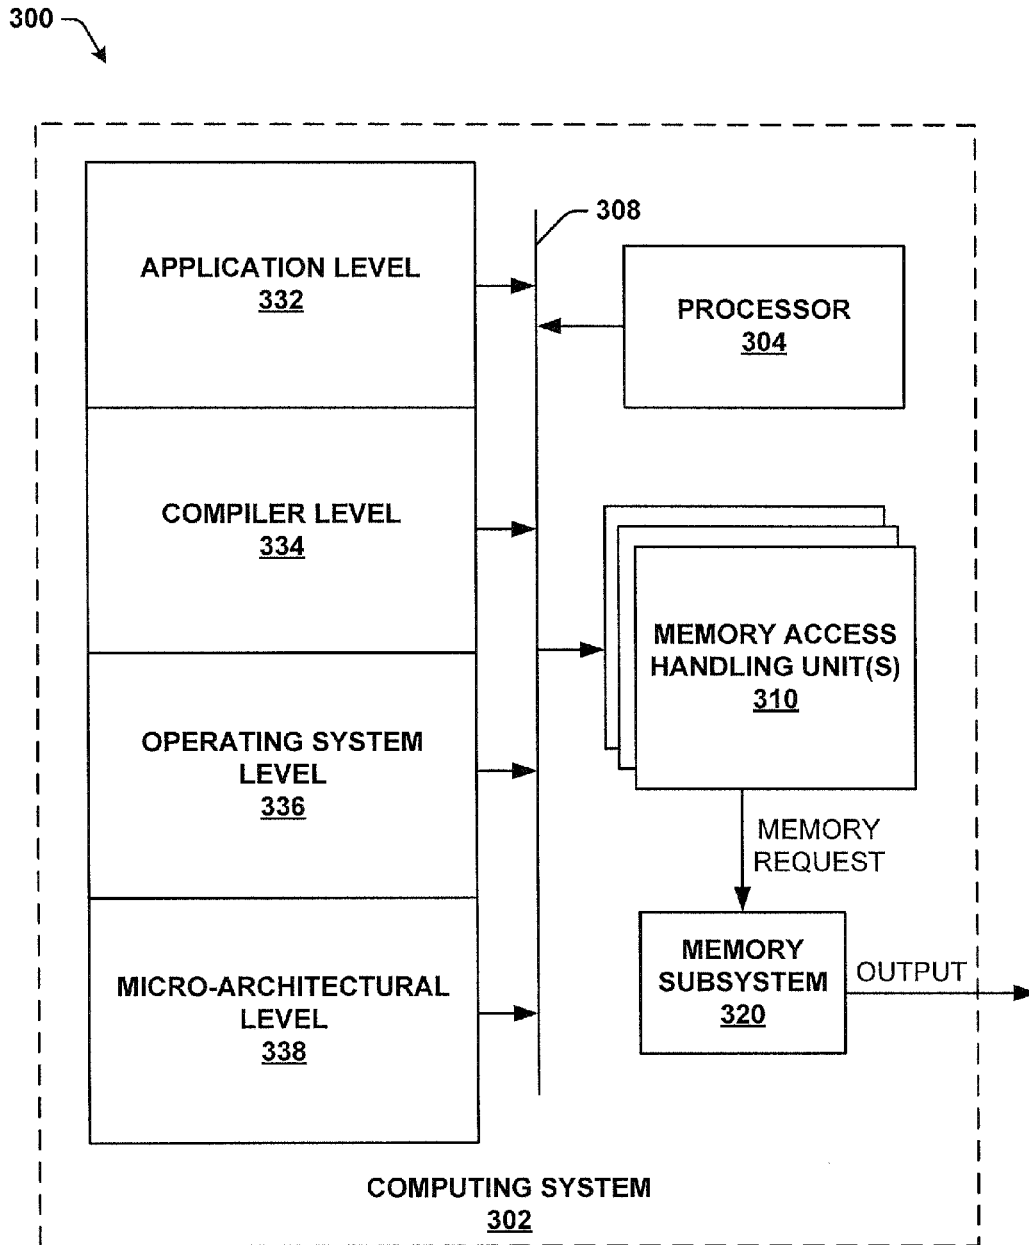 300
308
APPLICATION LEVEL
332
PROCESSOR
304
COMPILER LEVEL
334
MEMORY ACCESS
HANDLING UNIT(S)
310
OPERATING SYSTEM
LEVEL
336
MEMORY
REQUEST
MICRO-ARCHITECTURAL
LEVEL
338
MEMORY
SUBSYSTEM
320
OUTPUT
COMPUTING SYSTEM
302